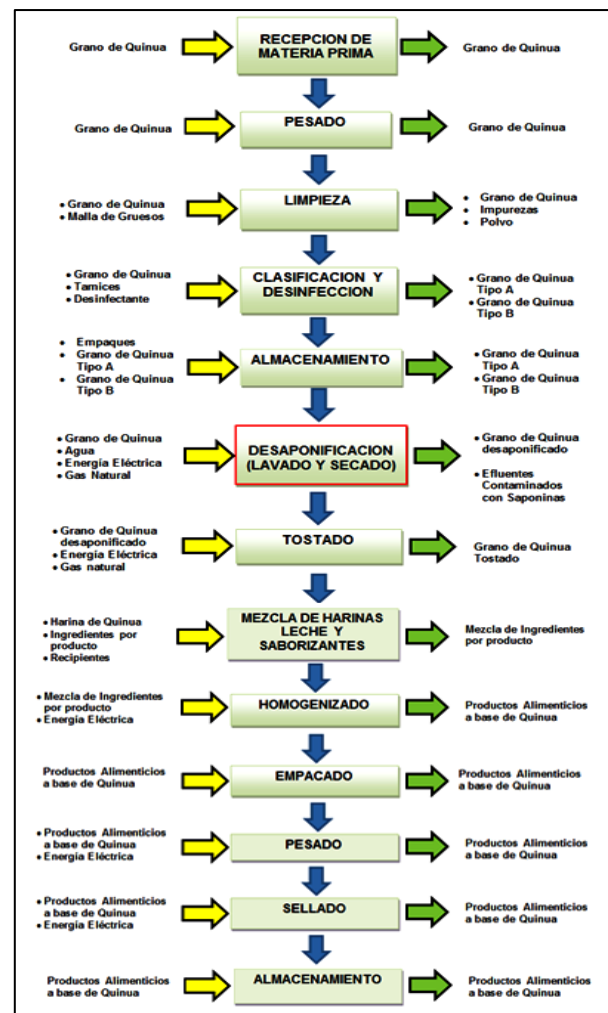 Grano de Quinua
RECEPCION DE
MATERIA PRIMA
Grano de Quinua
Grano de Quinua
PESADO
Grano de Quinua
• Grano de Quinua
• Malla de Gruesos
LIMPIEZA
• Grano de Quinua
• Impurezas
• Polvo
• Grano de Quinua
• Tamices
• Desinfectante
CLASIFICACION Y
DESINFECCION
• Grano de Quinua
Tipo A
• Grano de Quinua
Tipo B
• Empaques
• Grano de Quinua
Tipo A
• Grano de Quinua
Tipo B
ALMACENAMIENTO
• Grano de Quinua
Tipo A
• Grano de Quinua
Tipo B
• Grano de Quinua
• Agua
• Energía Eléctrica
• Gas Natural
DESAPONIFICACION
(LAVADO Y SECADO)
• Grano de Quinua
desaponificado
• Efluentes
Contaminados
con Saponinas
• Grano de Quinua
desaponificado
• Energía Eléctrica
• Gas natural
TOSTADO
Grano de Quinua
Tostado
• Harina de Quinua
• Ingredientes por
producto
• Recipientes
MEZCLA DE HARINAS
LECHE Y
SABORIZANTES
Mezcla de Ingredientes
por producto
• Mezcla de Ingredientes
por producto
• Energía Eléctrica
HOMOGENIZADO
Productos Alimenticios
a base de Quinua
Productos Alimenticios
a base de Quinua
EMPACADO
Productos Alimenticios
a base de Quinua
• Productos Alimenticios
a base de Quinua
• Energía Eléctrica
PESADO
Productos Alimenticios
a base de Quinua
• Productos Alimenticios
a base de Quinua
• Energía Eléctrica
SELLADO
Productos Alimenticios
a base de Quinua
Productos Alimenticios
a base de Quinua
ALMACENAMIENTO
Productos Alimenticios
a base de Quinua